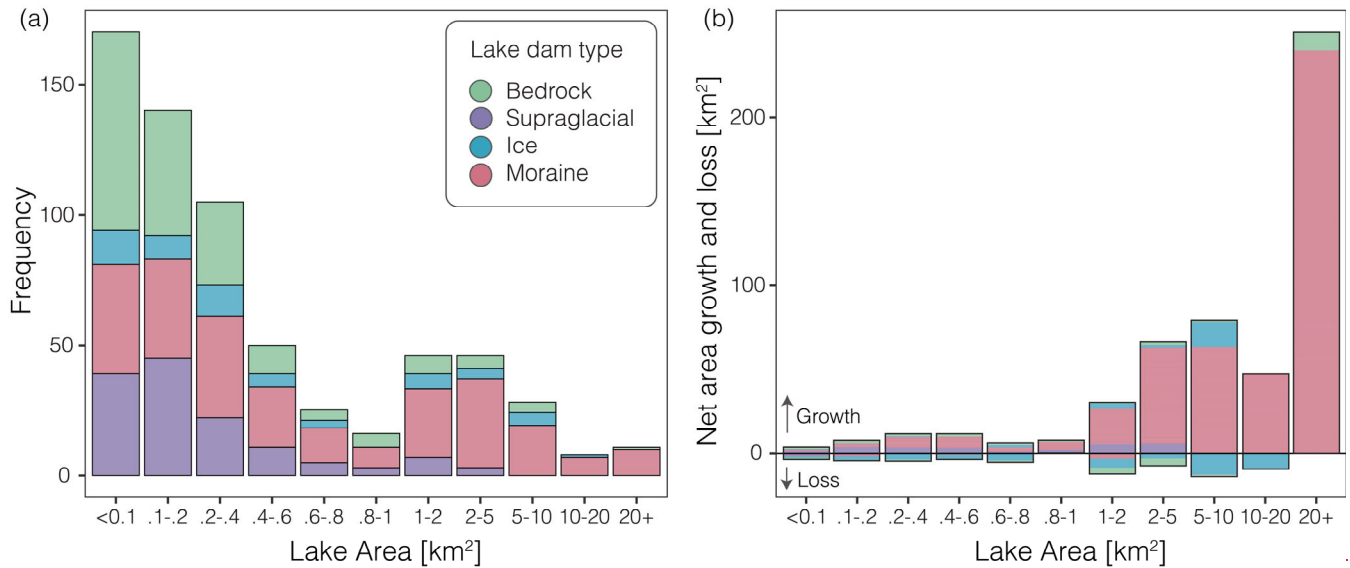 (a)
Lake dam type
Bedrock
Supraglacial
Ice
Moraine
Frequency
150
100
50
0
<0.1 .1-.2 .2-.4 .4-.6 .6-.8 .8-1 1-2 2-5 5-10 10-20 20+
Lake Area [km²]
(b)
Net area growth and loss [km²]
200
100
0
Growth
Loss
<0.1 .1-.2 .2-.4 .4-.6 .6-.8 .8-1 1-2 2-5 5-10 10-20 20+
Lake Area [km²]